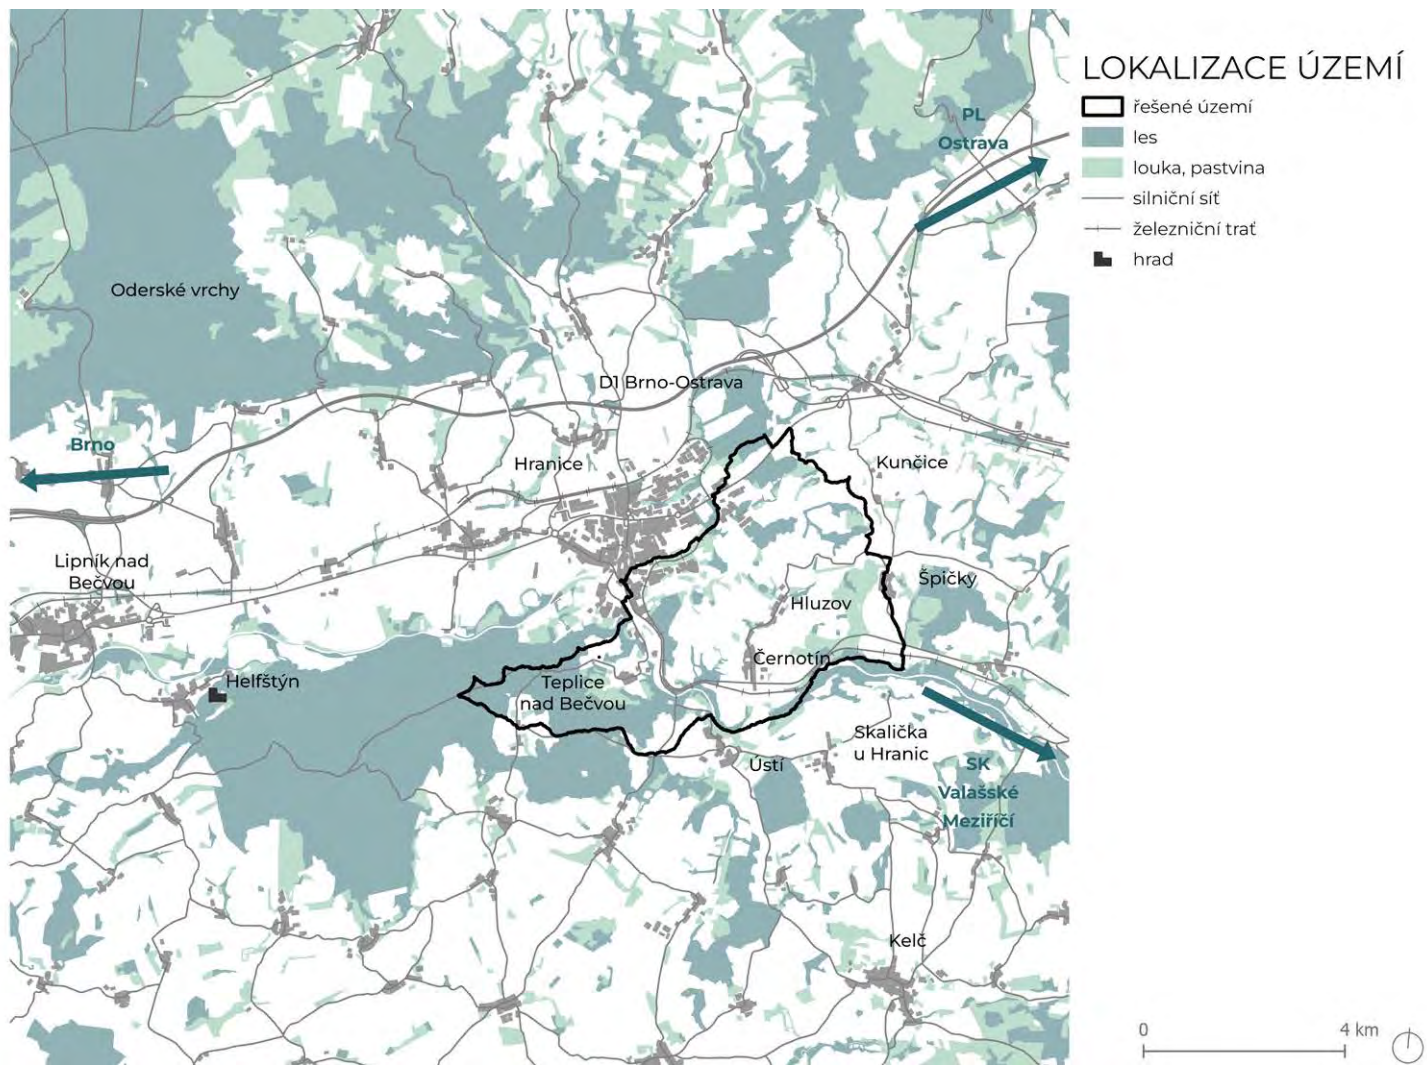 LOKALIZACE ÚZEMÍ
řešené území
les
louka, pastvina
silniční síť
železniční trať
hrad
PL
Ostrava
Oderské vrchy
D1 Brno-Ostrava
Brno
Hranice
Kunčice
Lipník nad
Bečvou
Špičky
Hluzov
Černotín
Helfštýn
Teplice
nad Bečvou
Skalička
u Hranic
Ústí
SK
Valašské
Meziříčí
Kelč
0
4 km